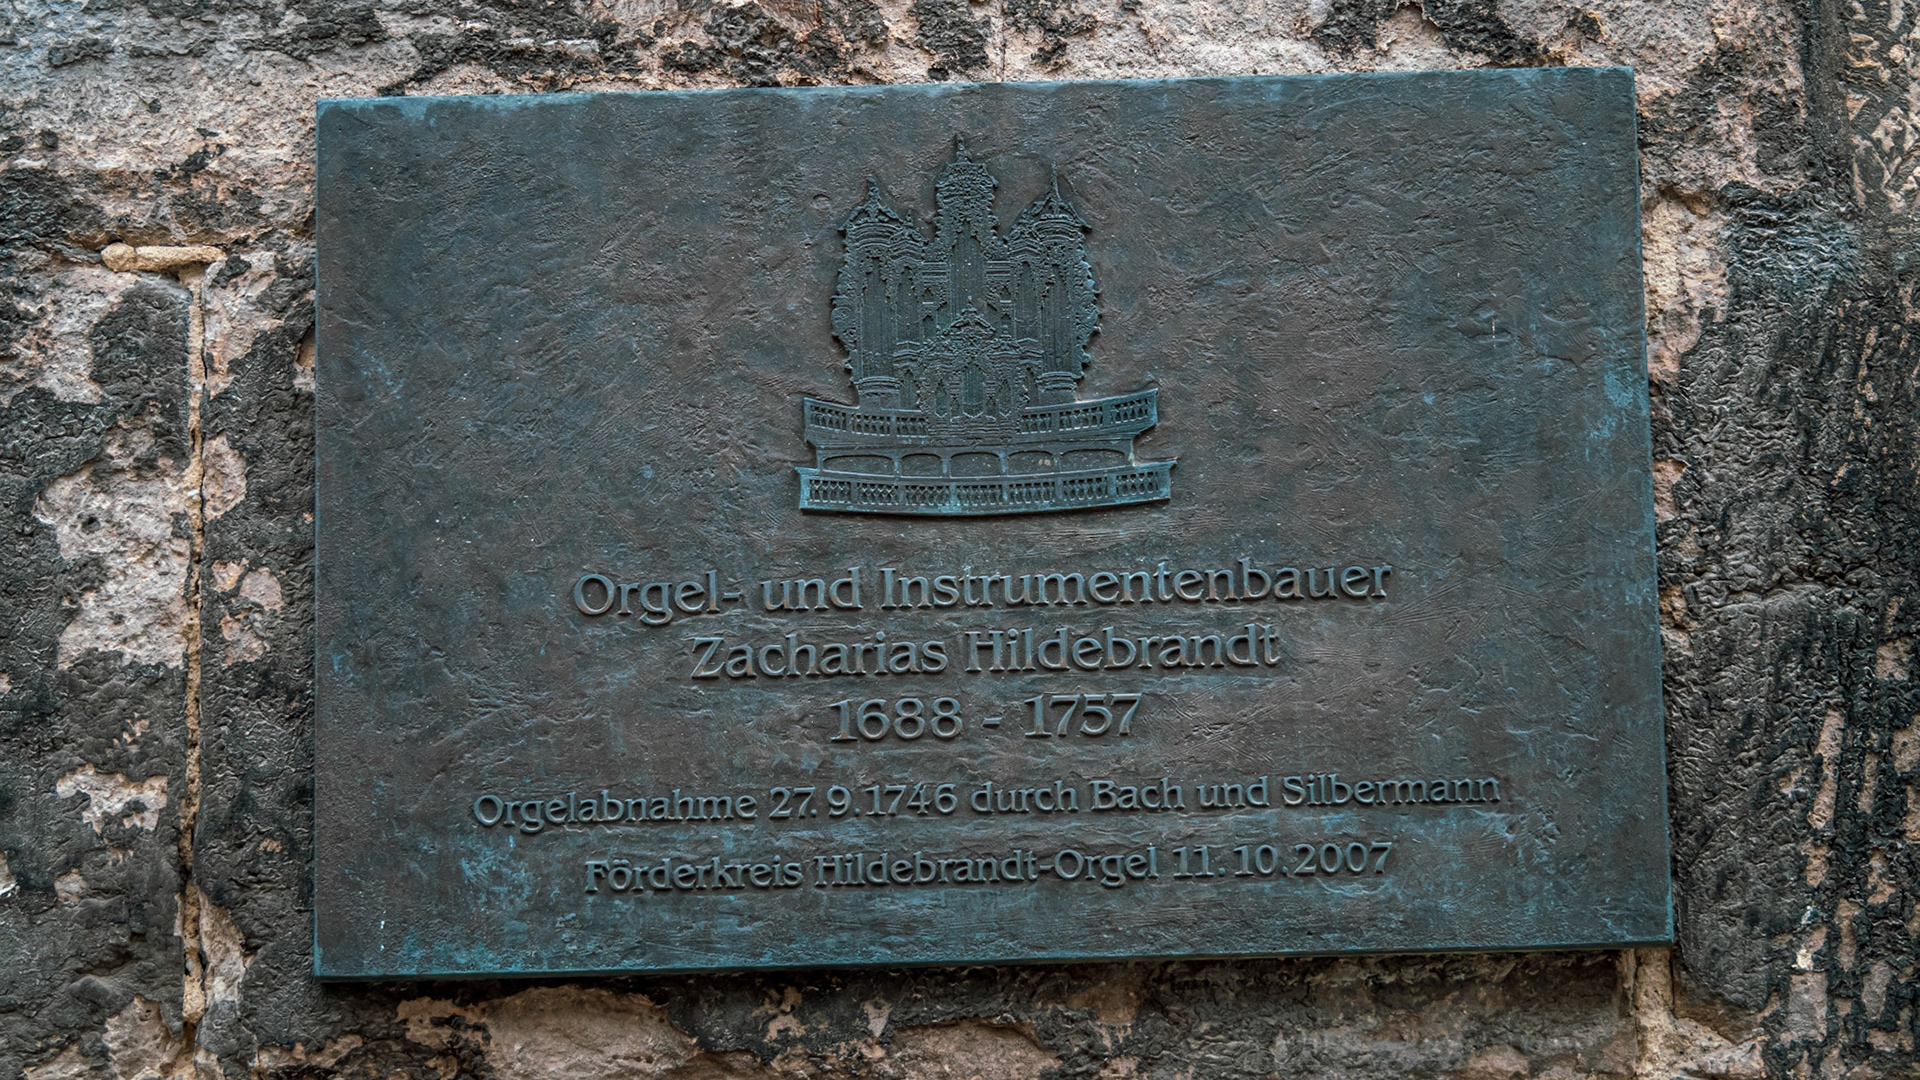 Orgel- und Instrumentenbauer
Zacharias Hildebrandt
1688 - 1757
Orgelabnahme 27.9.1746 durch Bach und Silbermann
Förderkreis Hildebrandt-Orgel 11.10.2007